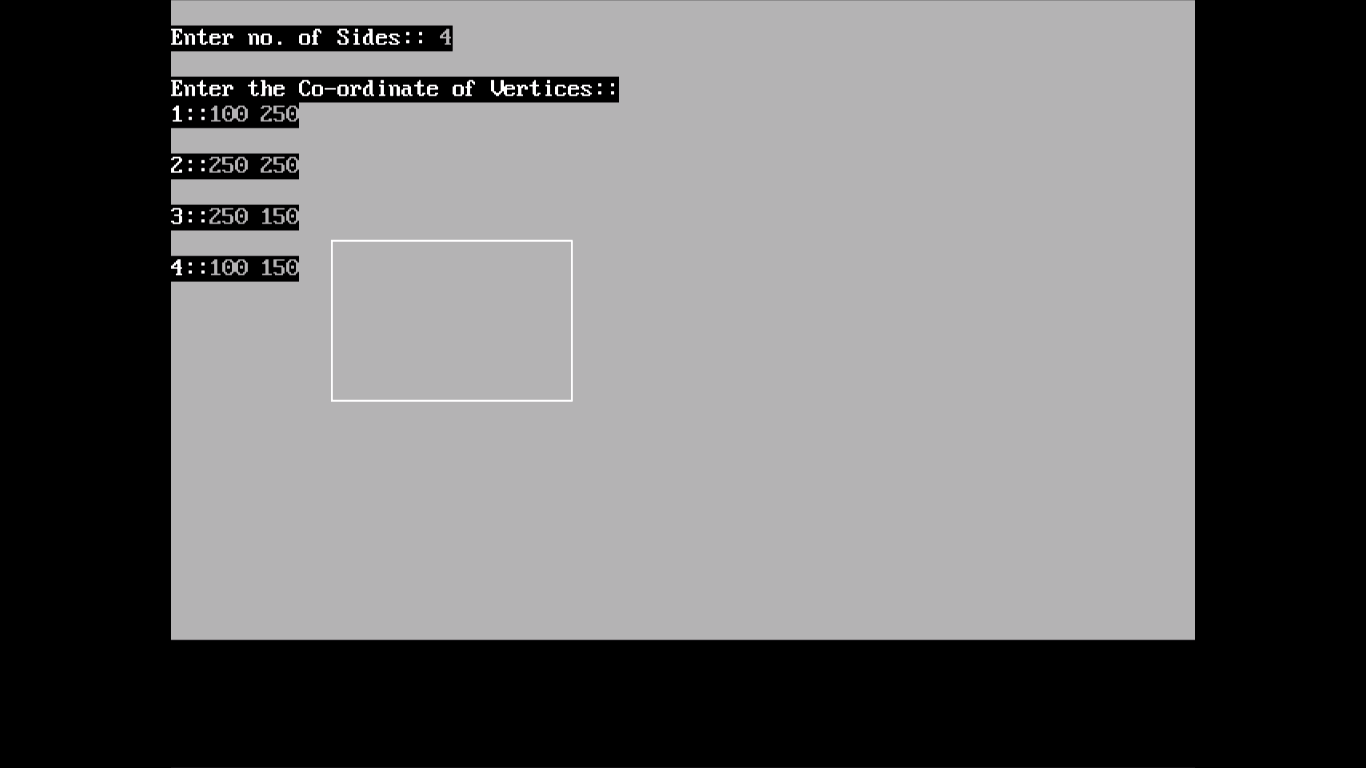 Enter no. of Sides:: 4
Enter the Co-ordinate of Vertices::
1::100 250
2::250 250
3::250 150
4::100 150